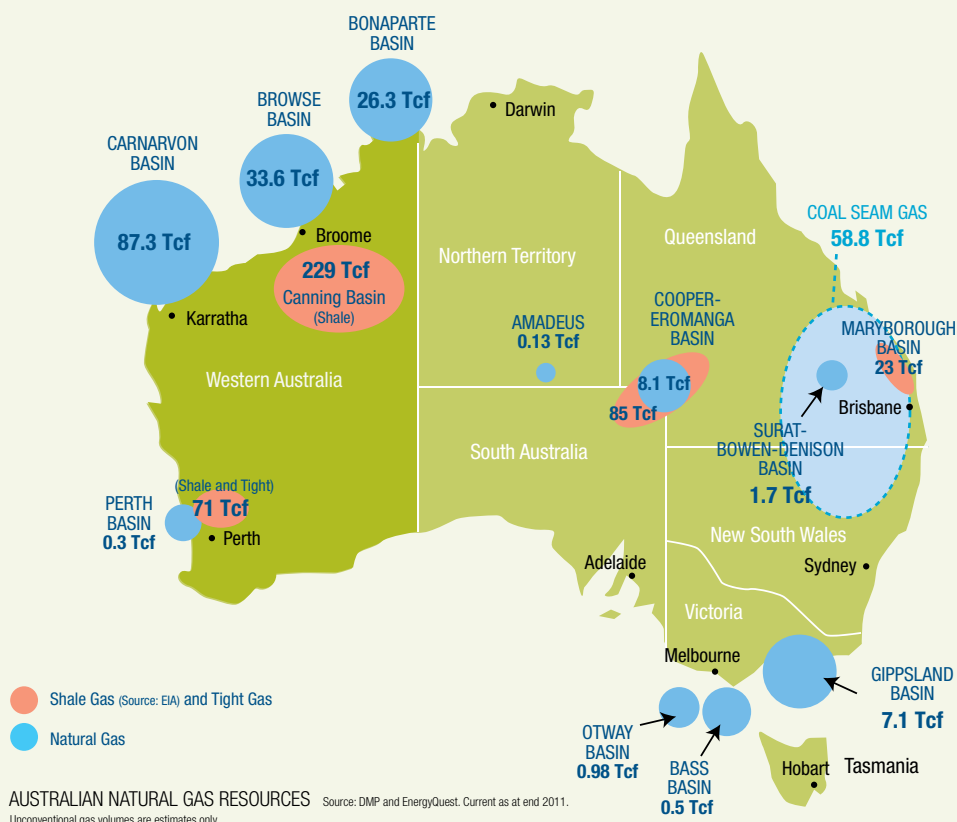 BONAPARTE
BASIN
26.3 Tcf
BROWSE
BASIN
33.6 Tcf
CARNARVON
BASIN
87.3 Tcf
Darwin
Broome
229 Tcf
Canning Basin
(Shale)
Karratha
Northern Territory
Queensland
COAL SEAM GAS
58.8 Tcf
AMADEUS
0.13 Tcf
COOPER-
EROMANGA
BASIN
8.1 Tcf
85 Tcf
MARYBOROUGH
BASIN
23 Tcf
Brisbane
Western Australia
South Australia
SURAT-
BOWEN-DENISON
BASIN
1.7 Tcf
(Shale and Tight)
71 Tcf
PERTH
BASIN
0.3 Tcf
Perth
New South Wales
Adelaide
Sydney
Victoria
Melbourne
GIPPSLAND
BASIN
7.1 Tcf
OTWAY
BASIN
0.98 Tcf
BASS
BASIN
0.5 Tcf
Hobart
Tasmania
Shale Gas (Source: EIA) and Tight Gas
Natural Gas
AUSTRALIAN NATURAL GAS RESOURCES Source: DMP and EnergyQuest. Current as at end 2011.
Unconventional gas volumes are estimates only